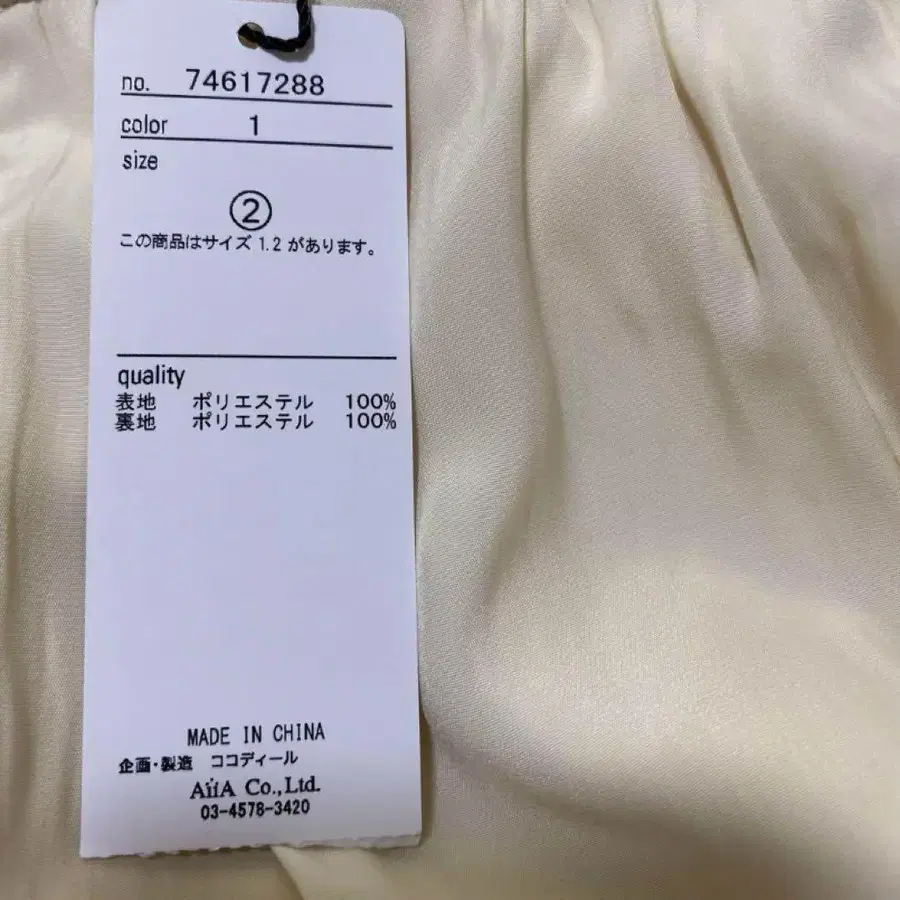 no. 74617288
color 1
size
②
この商品はサイズ 1.2 があります。
quality
表地 ポリエステル 100%
裏地 ポリエステル 100%
MADE IN CHINA
企画・製造 ココディール
AïiA Co.,Ltd.
03-4578-3420